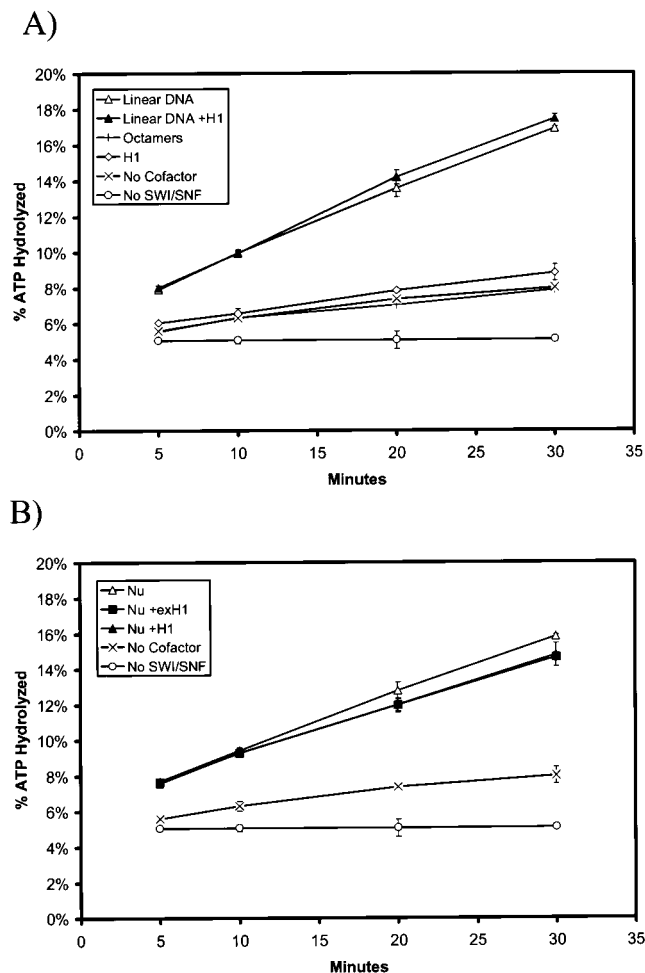 A)
20%
18%
16%
14%
12%
10%
8%
6%
4%
2%
0%
% ATP Hydrolyzed
Linear DNA
Linear DNA +H1
Octamers
H1
No Cofactor
No SWI/SNF
0 5 10 15 20 25 30 35
Minutes
B)
20%
18%
16%
14%
12%
10%
8%
6%
4%
2%
0%
% ATP Hydrolyzed
Nu
Nu +exH1
Nu +H1
No Cofactor
No SWI/SNF
0 5 10 15 20 25 30 35
Minutes